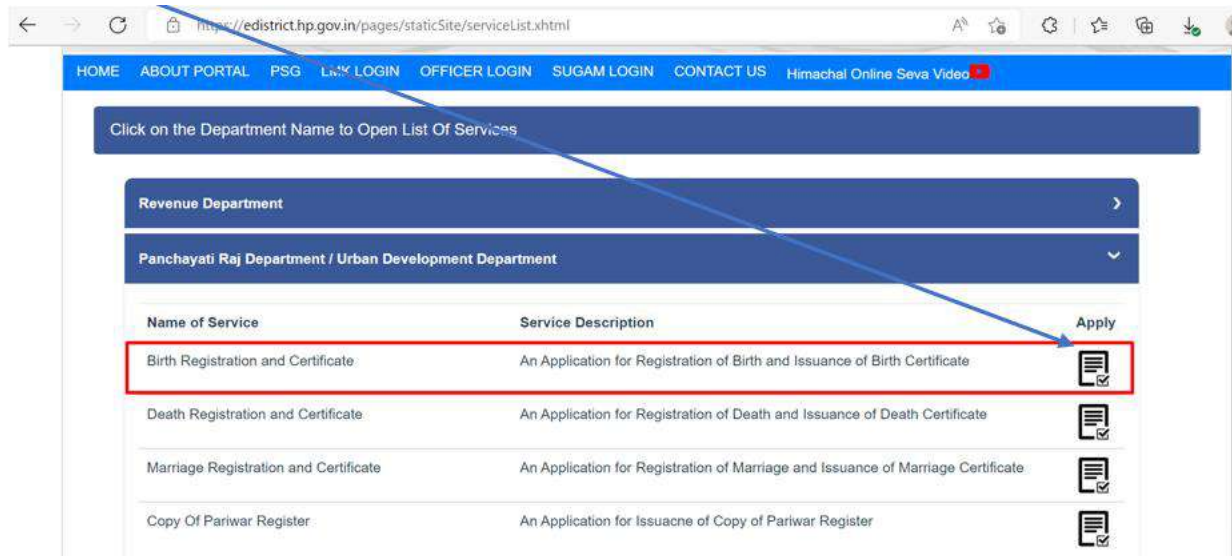 https://edistrict.hp.gov.in/pages/staticSite/serviceList.xhtml
HOME ABOUT PORTAL PSG LMK LOGIN OFFICER LOGIN SUGAM LOGIN CONTACT US Himachal Online Seva Video
Click on the Department Name to Open List Of Services
Revenue Department
Panchayati Raj Department / Urban Development Department
Name of Service Service Description Apply
Birth Registration and Certificate An Application for Registration of Birth and Issuance of Birth Certificate
Death Registration and Certificate An Application for Registration of Death and Issuance of Death Certificate
Marriage Registration and Certificate An Application for Registration of Marriage and Issuance of Marriage Certificate
Copy Of Pariwar Register An Application for Issuacne of Copy of Pariwar Register